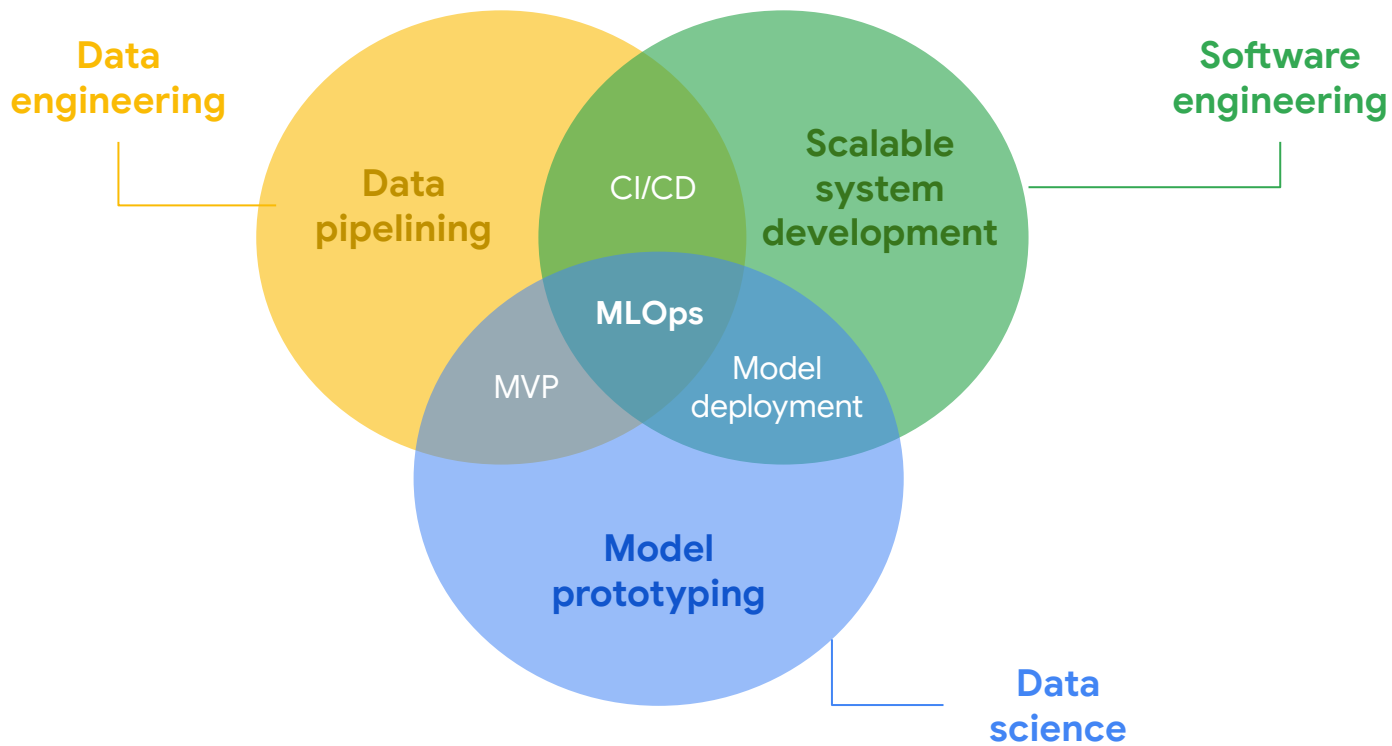 Data
engineering
Software
engineering
Data
pipelining
CI/CD
Scalable
system
development
MLOps
MVP
Model
deployment
Model
prototyping
Data
science